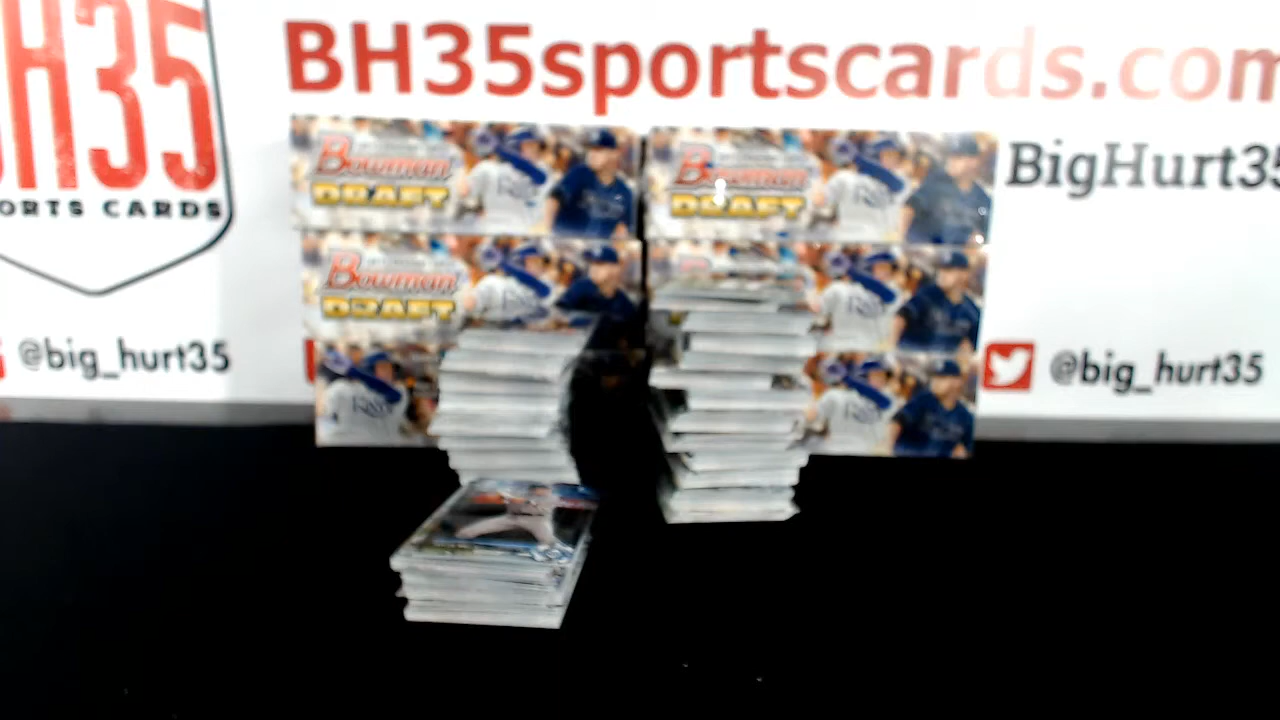 H35
ORTS CARDS
BH35sportscards.com
BigHurt35
@big_hurt35
@big_hurt35
Bowman
DRAFT
Bowman
DRAFT
Bowman
DRAFT